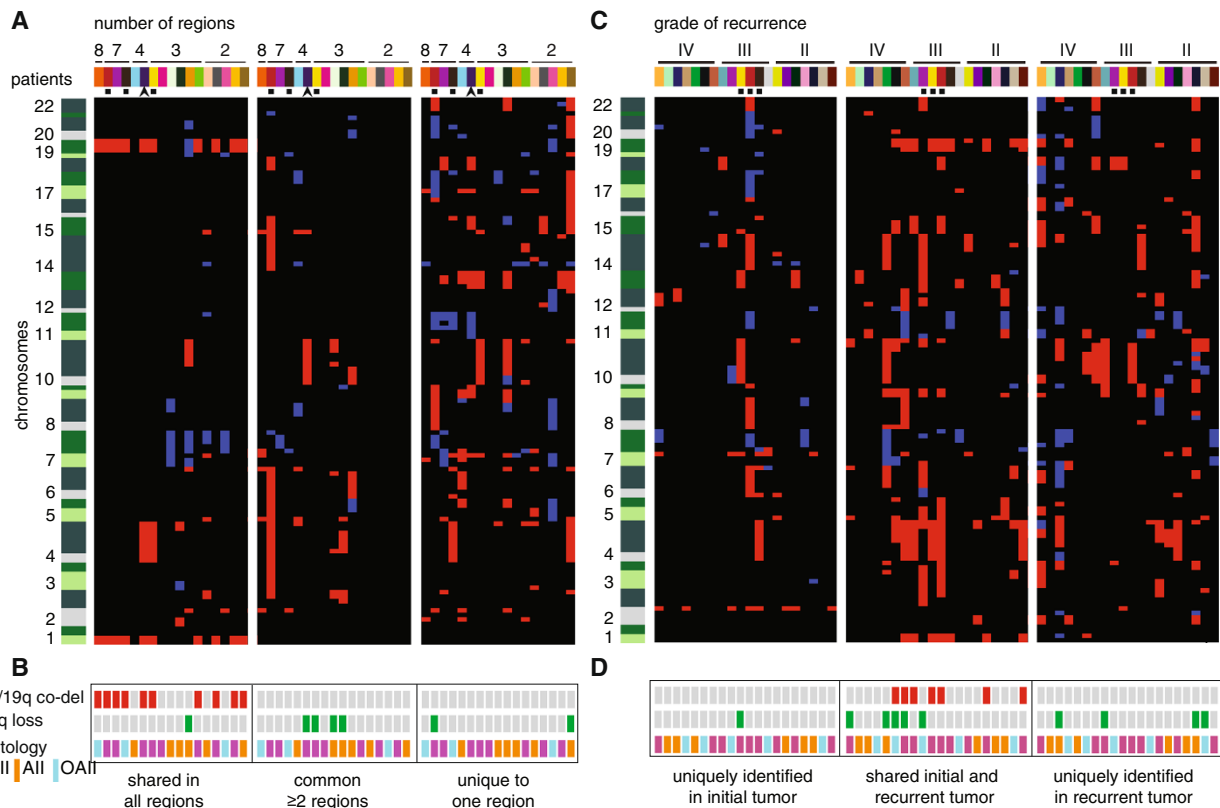 A
number of regions
8 7 4 3 2 8 7 4 3 2 8 7 4 3 2
patients
22
20
19
17
15
14
12
11
10
8
7
6
5
4
3
2
1
chromosomes
B
/19q co-del
q loss
tology
II AII OAII
shared in
all regions
common
≥2 regions
unique to
one region
C
grade of recurrence
IV III II IV III II IV III II
22
20
19
17
15
14
12
11
10
8
7
6
5
4
3
2
1
D
uniquely identified
in initial tumor
shared initial and
recurrent tumor
uniquely identified
in recurrent tumor